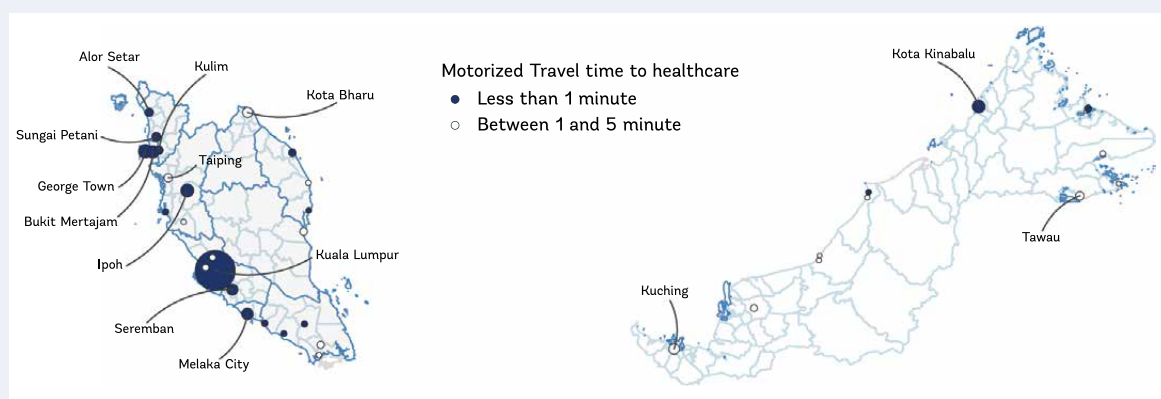 Alor Setar
Kulim
Kota Bharu
Sungai Petani
Taiping
George Town
Bukit Mertajam
Ipoh
Kuala Lumpur
Seremban
Melaka City
Motorized Travel time to healthcare
Less than 1 minute
Between 1 and 5 minute
Kota Kinabalu
Tawau
Kuching